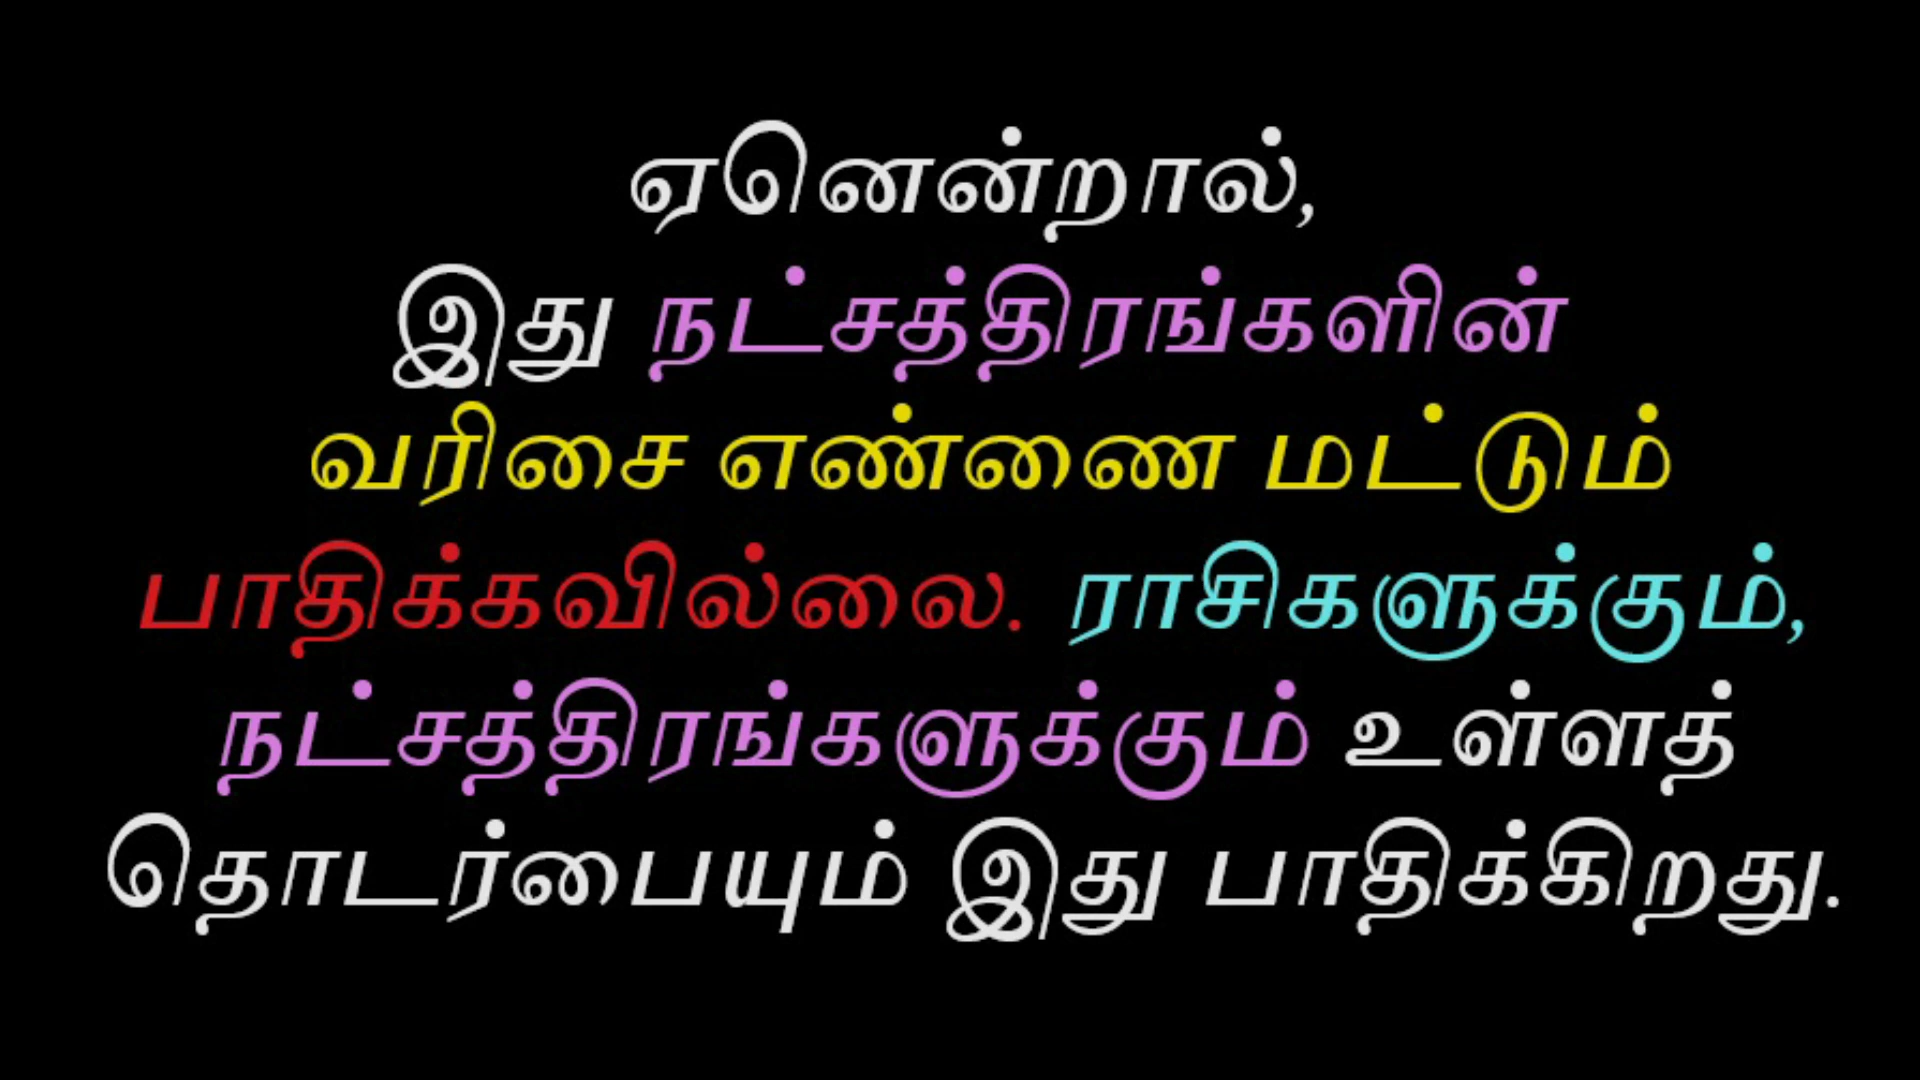 ஏனென்றால்,
இது நட்சத்திரங்களின்
வரிசை எண்ணை மட்டும்
பாதிக்கவில்லை. ராசிகளுக்கும்,
நட்சத்திரங்களுக்கும் உள்ளத்
தொடர்பையும் இது பாதிக்கிறது.